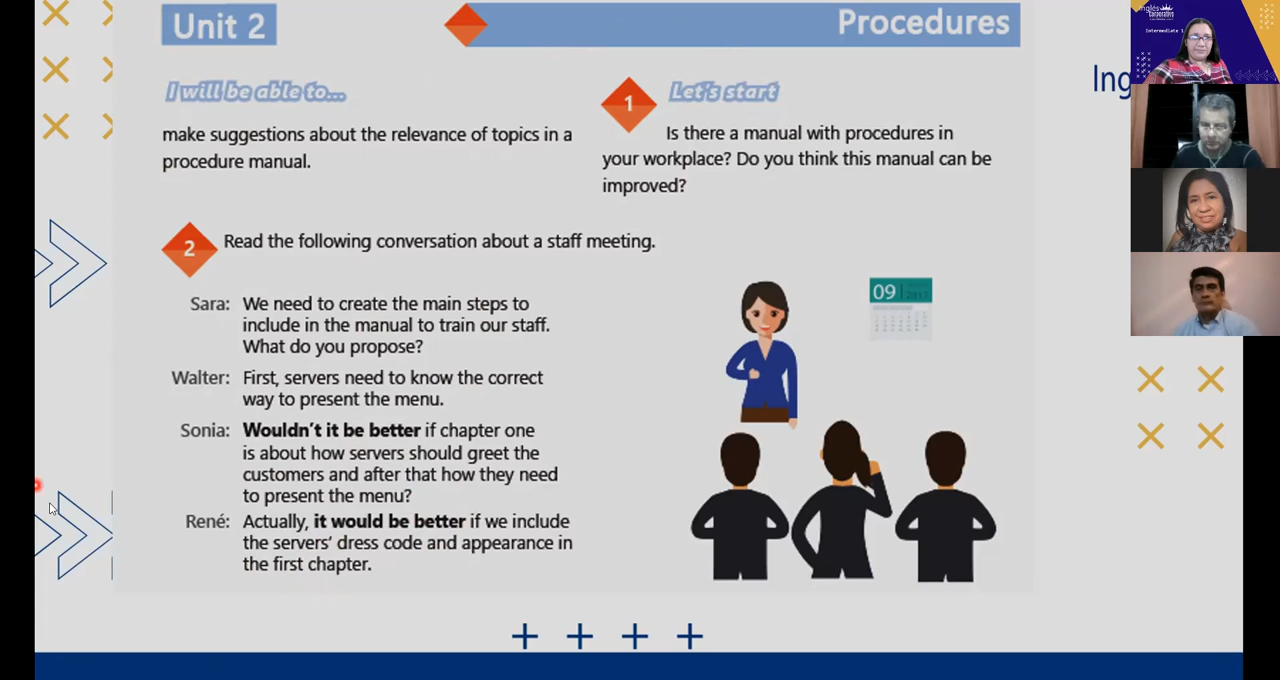 Unit 2
Procedures
I will be able to...
make suggestions about the relevance of topics in a
procedure manual.
1
Let's start
Is there a manual with procedures in
your workplace? Do you think this manual can be
improved?
2
Read the following conversation about a staff meeting.
Sara: We need to create the main steps to
include in the manual to train our staff.
What do you propose?
Walter: First, servers need to know the correct
way to present the menu.
Sonia: Wouldn't it be better if chapter one
is about how servers should greet the
customers and after that how they need
to present the menu?
René: Actually, it would be better if we include
the servers' dress code and appearance in
the first chapter.
09
Ing
Inglés
Corporativo
Intermediate 1